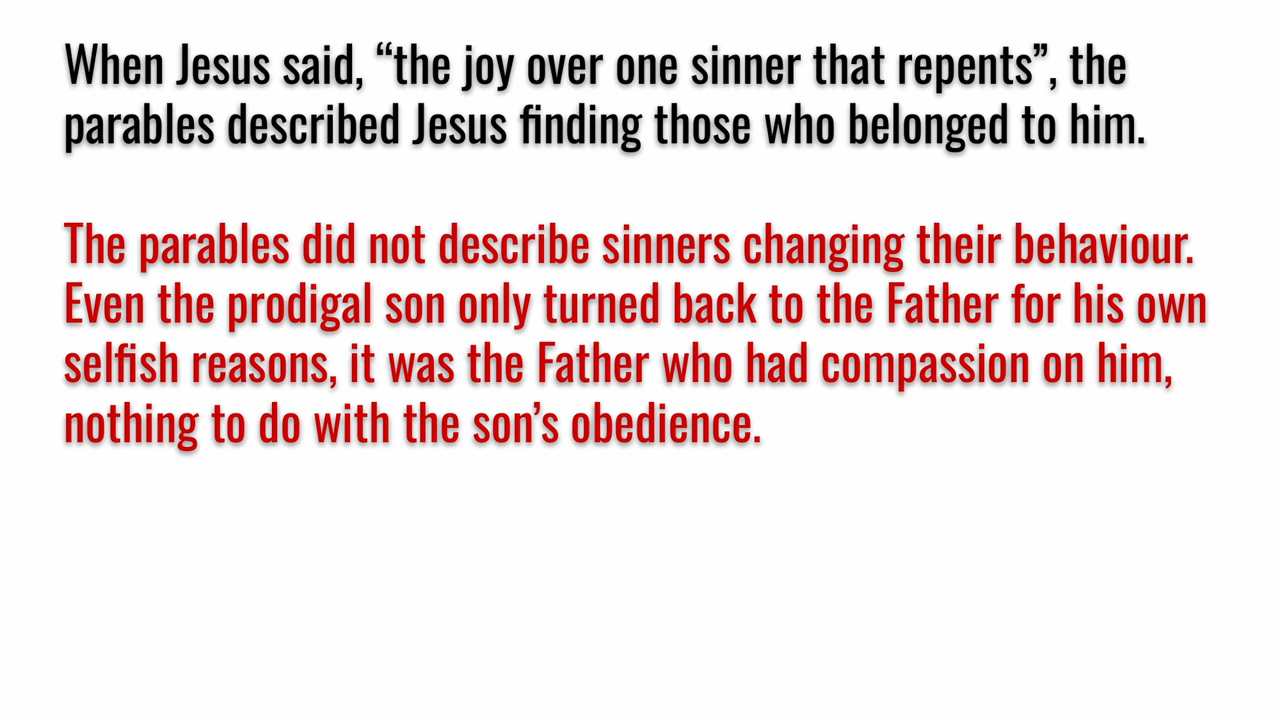 When Jesus said, “the joy over one sinner that repents”, the
parables described Jesus finding those who belonged to him.
The parables did not describe sinners changing their behaviour.
Even the prodigal son only turned back to the Father for his own
selfish reasons, it was the Father who had compassion on him,
nothing to do with the son’s obedience.